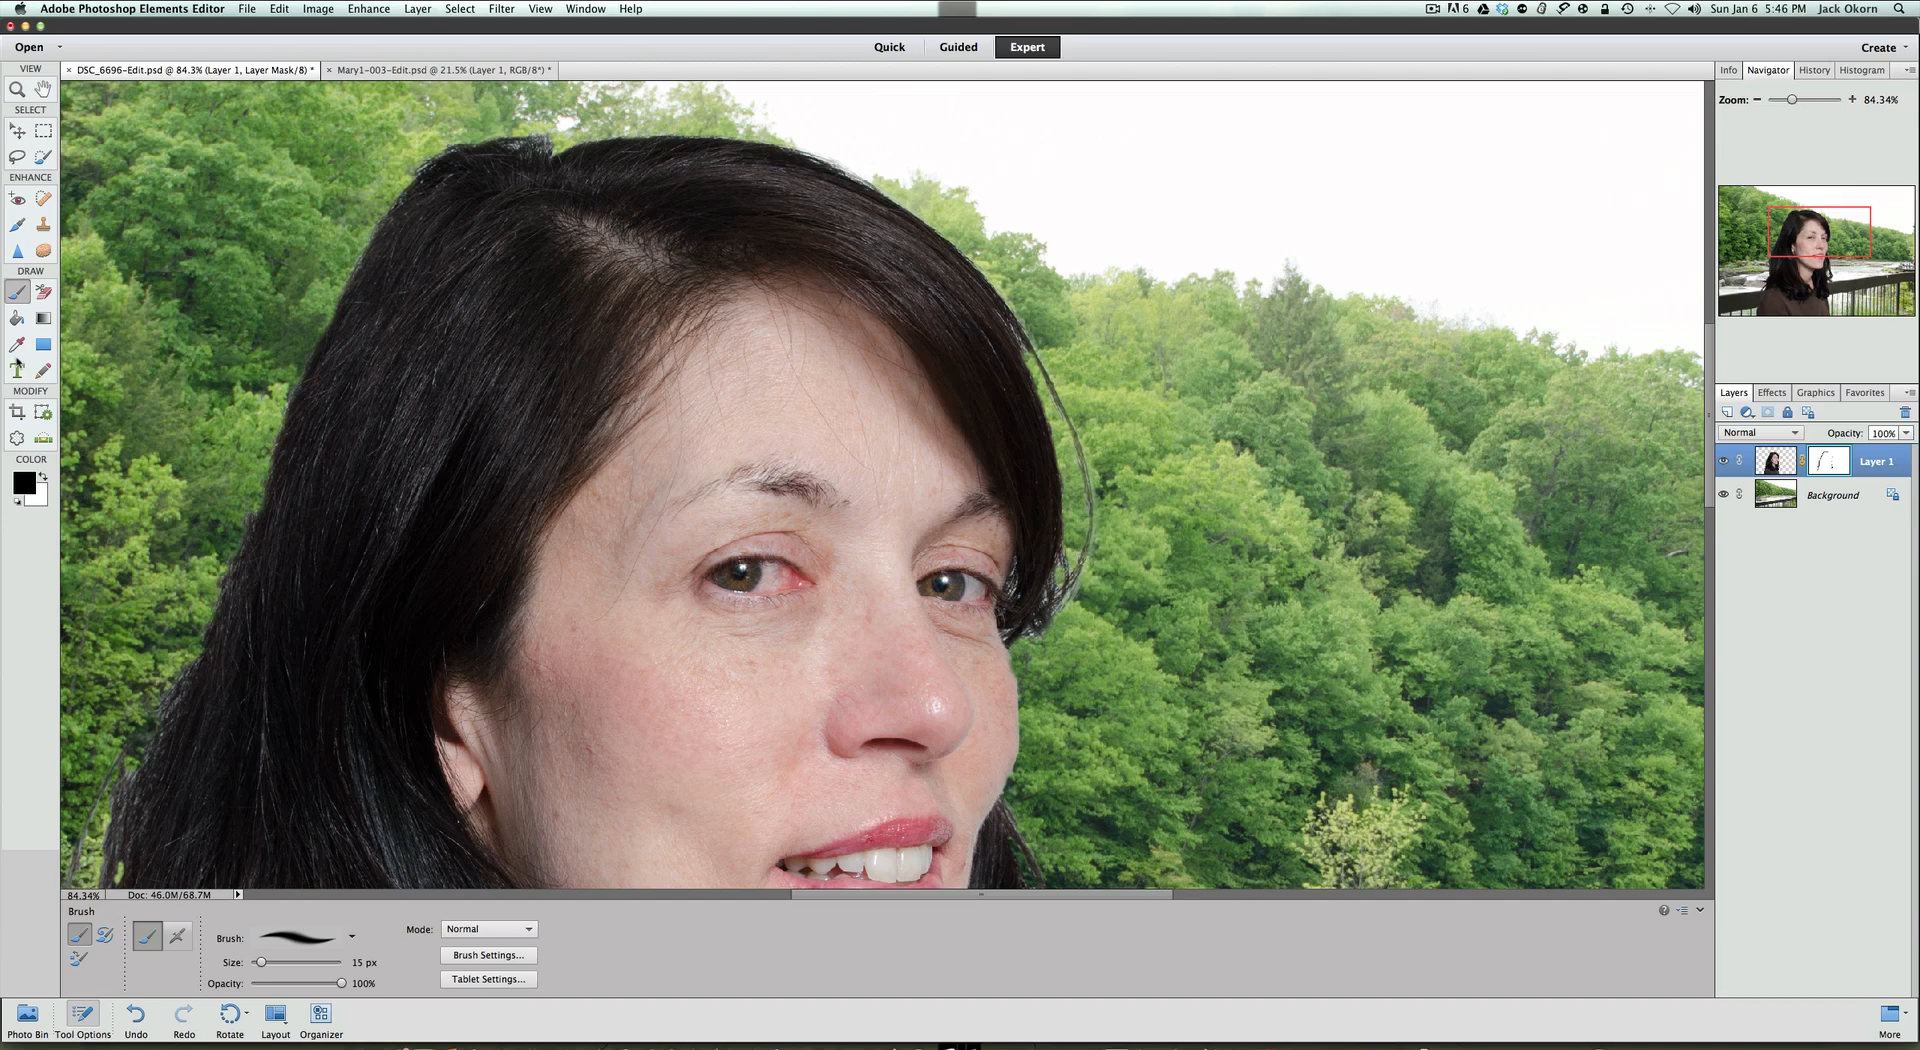 Adobe Photoshop Elements Editor File Edit Image Enhance Layer Select Filter View Window Help 6 Sun Jan 6 5:46 PM Jack Okorn
Open Quick Guided Expert Create
VIEW × DSC_6696-Edit.psd @ 84.3% (Layer 1, Layer Mask/8) * × Mary1-003-Edit.psd @ 21.5% (Layer 1, RGB/8*) * Info Navigator History Histogram
Zoom: 84.34%
SELECT
ENHANCE
DRAW
MODIFY
Layers Effects Graphics Favorites
Normal Opacity: 100%
COLOR
Layer 1
Background
84.34% Doc: 46.0M/68.7M
Brush
Mode: Normal
Brush:
Brush Settings...
Size: 15 px
Tablet Settings...
Opacity: 100%
Photo Bin Tool Options Undo Redo Rotate Layout Organizer More